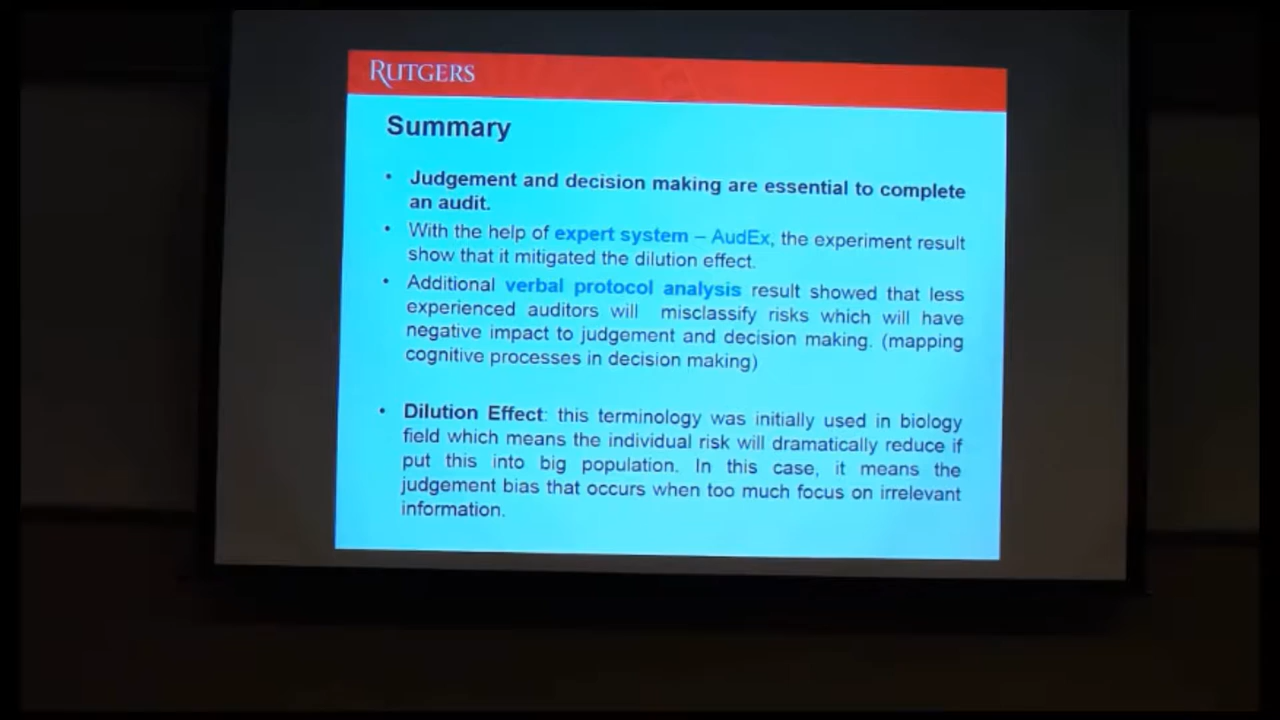 RUTGERS
Summary
• Judgement and decision making are essential to complete
an audit.
• With the help of expert system – AudEx, the experiment result
show that it mitigated the dilution effect.
• Additional verbal protocol analysis result showed that less
experienced auditors will misclassify risks which will have
negative impact to judgement and decision making. (mapping
cognitive processes in decision making)
• Dilution Effect: this terminology was initially used in biology
field which means the individual risk will dramatically reduce if
put this into big population. In this case, it means the
judgement bias that occurs when too much focus on irrelevant
information.